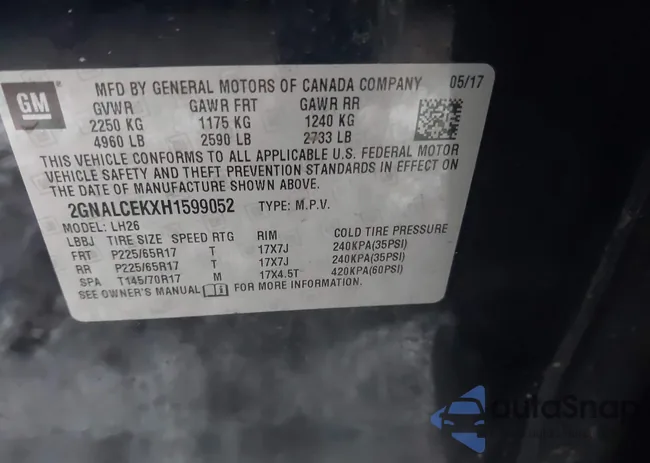 GM
MFD BY GENERAL MOTORS OF CANADA COMPANY 05/17
GVWR GAWR FRT GAWR RR
2250 KG 1175 KG 1240 KG
4960 LB 2590 LB 2733 LB
THIS VEHICLE CONFORMS TO ALL APPLICABLE U.S. FEDERAL MOTOR
VEHICLE SAFETY AND THEFT PREVENTION STANDARDS IN EFFECT ON
THE DATE OF MANUFACTURE SHOWN ABOVE.
2GNALCEKXH1599052 TYPE: M.P.V.
MODEL: LH26
LBBJ TIRE SIZE SPEED RTG RIM COLD TIRE PRESSURE
FRT P225/65R17 T 17X7J 240KPA(35PSI)
RR P225/65R17 T 17X7J 240KPA(35PSI)
SPA T145/70R17 M 17X4.5T 420KPA(60PSI)
SEE OWNER'S MANUAL FOR MORE INFORMATION.
AutoSnap